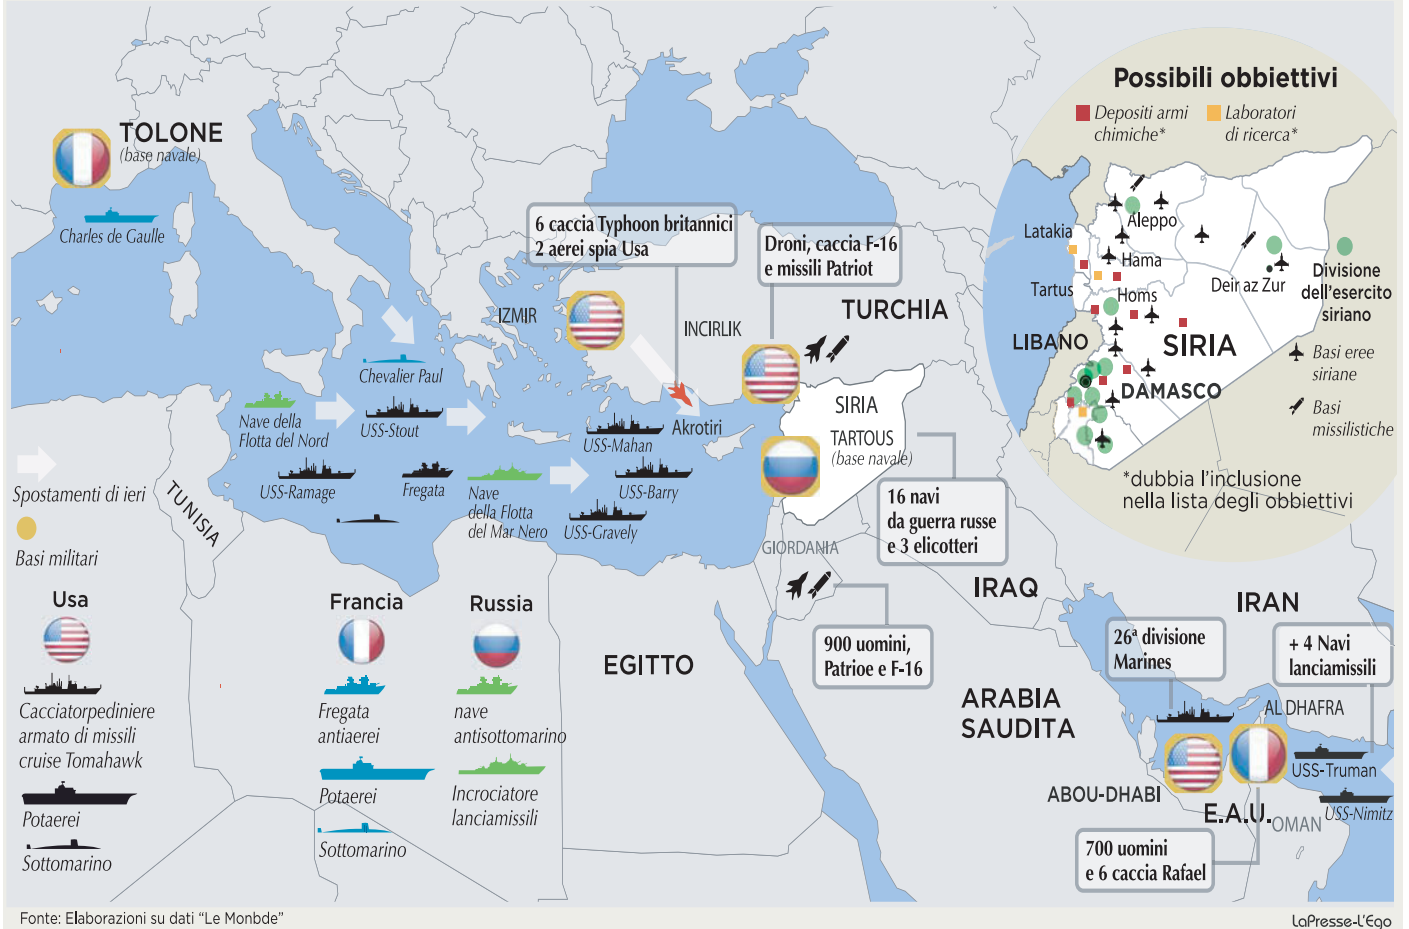 TOLONE
(base navale)
Charles de Gaulle
6 caccia Typhoon britannici
2 aerei spia Usa
Droni, caccia F-16
e missili Patriot
IZMIR
INCIRLIK
TURCHIA
Chevalier Paul
Nave della
Flotta del Nord
USS-Stout
USS-Mahan
Akrotiri
SIRIA
TARTOUS
(base navale)
USS-Ramage
Fregata
Nave
della Flotta
del Mar Nero
USS-Barry
USS-Gravely
16 navi
da guerra russe
e 3 elicotteri
Spostamenti di ieri
Basi militari
TUNISIA
GIORDANIA
IRAQ
IRAN
900 uomini,
Patrioe e F-16
EGITTO
ARABIA
SAUDITA
26ª divisione
Marines
+ 4 Navi
lanciamissili
AL DHAFRA
USS-Truman
USS-Nimitz
ABOU-DHABI
E.A.U.
OMAN
700 uomini
e 6 caccia Rafael
Usa
Cacciatorpediniere
armato di missili
cruise Tomahawk
Potaerei
Sottomarino
Francia
Fregata
antiaerei
Potaerei
Sottomarino
Russia
nave
antisottomarino
Incrociatore
lanciamissili
Possibili obbiettivi
Depositi armi
chimiche*
Laboratori
di ricerca*
Latakia
Aleppo
Hama
Tartus
Homs
Deir az Zur
LIBANO
SIRIA
DAMASCO
Divisione
dell'esercito
siriano
Basi eree
siriane
Basi
missilistiche
*dubbia l'inclusione
nella lista degli obbiettivi
Fonte: Elaborazioni su dati "Le Monbde"
LaPresse-L'Ego